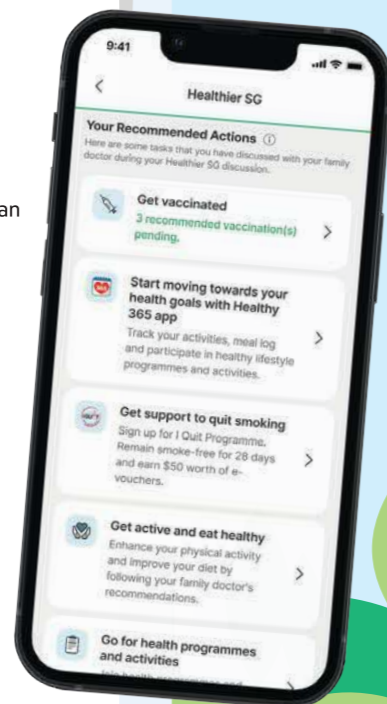 an
9:41
Healthier SG
Your Recommended Actions
Here are some tasks that you have discussed with your family
doctor during your Healthier SG discussion.
Get vaccinated
3 recommended vaccination(s)
pending.
Start moving towards your
health goals with Healthy
365 app
Track your activities, meal log
and participate in healthy lifestyle
programmes and activities.
Get support to quit smoking
Sign up for I Quit Programme.
Remain smoke-free for 28 days
and earn $50 worth of e-
vouchers.
Get active and eat healthy
Enhance your physical activity
and improve your diet by
following your family doctor's
recommendations.
Go for health programmes
and activities